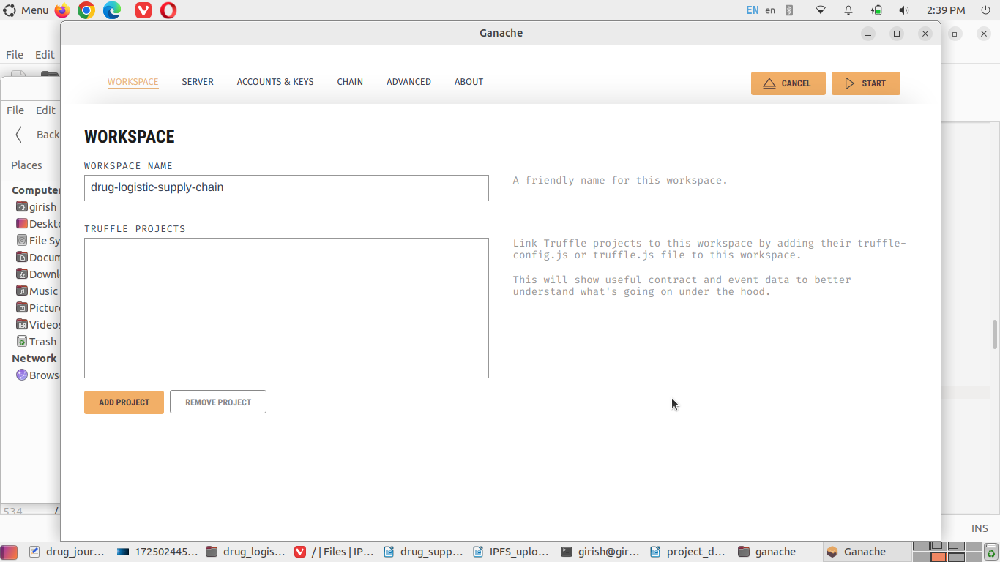 Menu
EN en
2:39 PM
Ganache
File Edit
WORKSPACE SERVER ACCOUNTS & KEYS CHAIN ADVANCED ABOUT
CANCEL START
File Edit
Back
Places
Computer
girish
Deskto
File Sy
Docum
Downl
Music
Picture
Videos
Trash
Network
Brows
534 /
WORKSPACE
WORKSPACE NAME
drug-logistic-supply-chain
A friendly name for this workspace.
TRUFFLE PROJECTS
Link Truffle projects to this workspace by adding their truffle-
config.js or truffle.js file to this workspace.
This will show useful contract and event data to better
understand what's going on under the hood.
ADD PROJECT REMOVE PROJECT
INS
drug_jour... 172502445... drug_logis... / | Files | IP... drug_supp... IPFS_uplo... girish@gir... project_d... ganache Ganache